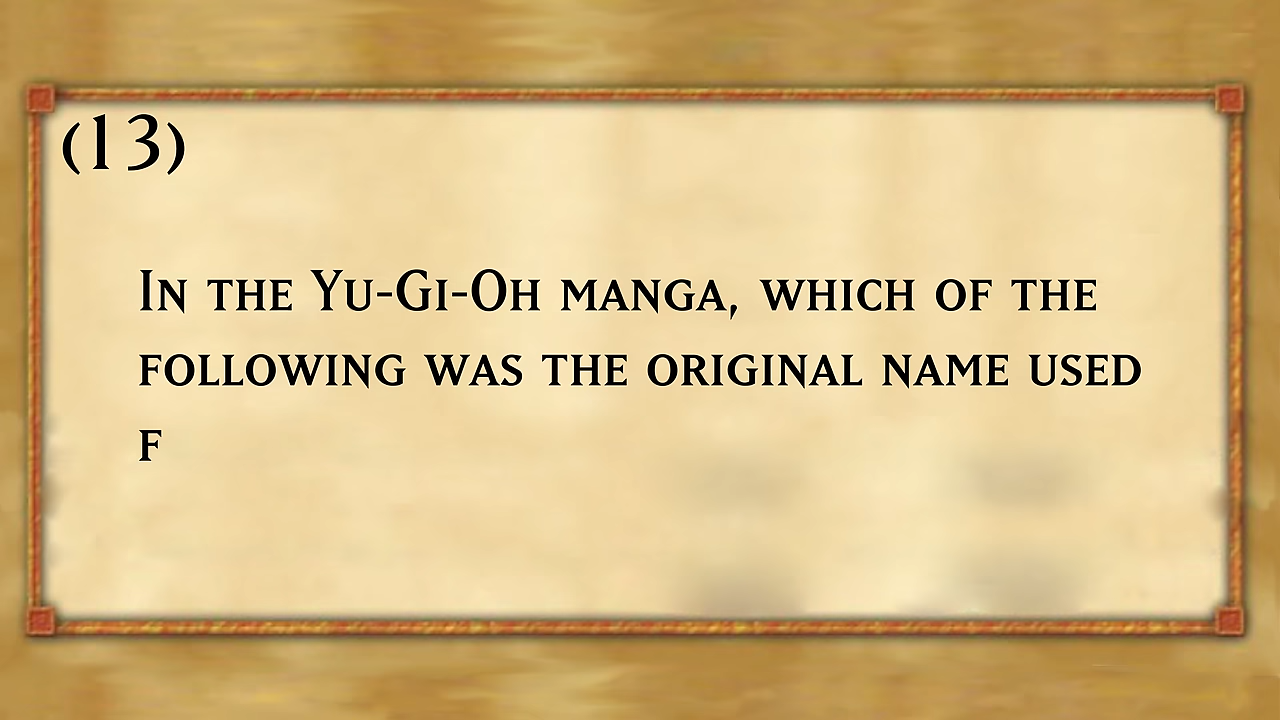 (13)
In the Yu-Gi-Oh manga, which of the
following was the original name used
f